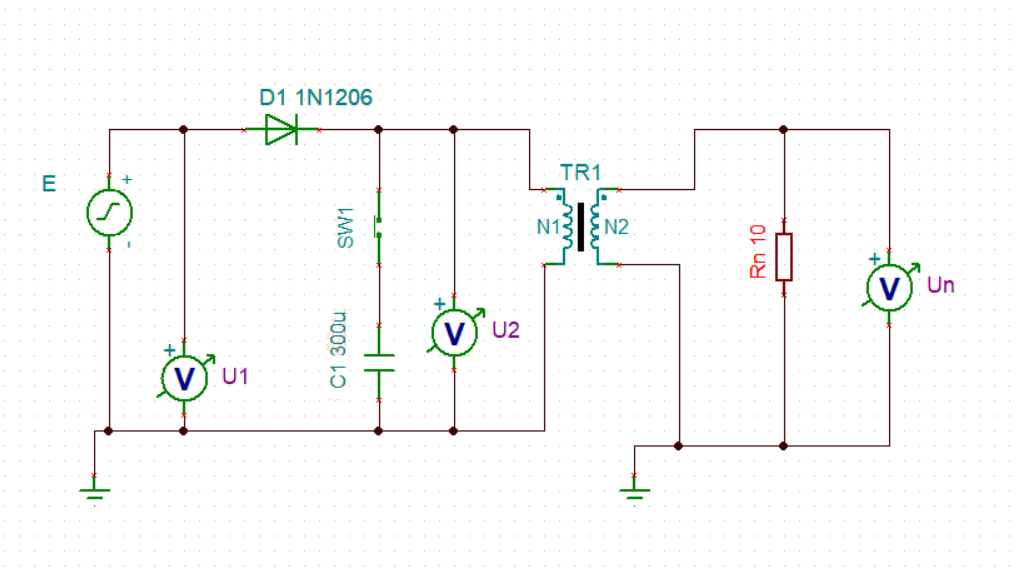 D1 1N1206
E
+
-
SW1
C1 300u
+
V
U1
+
V
U2
TR1
N1
N2
Rn 10
+
V
Un